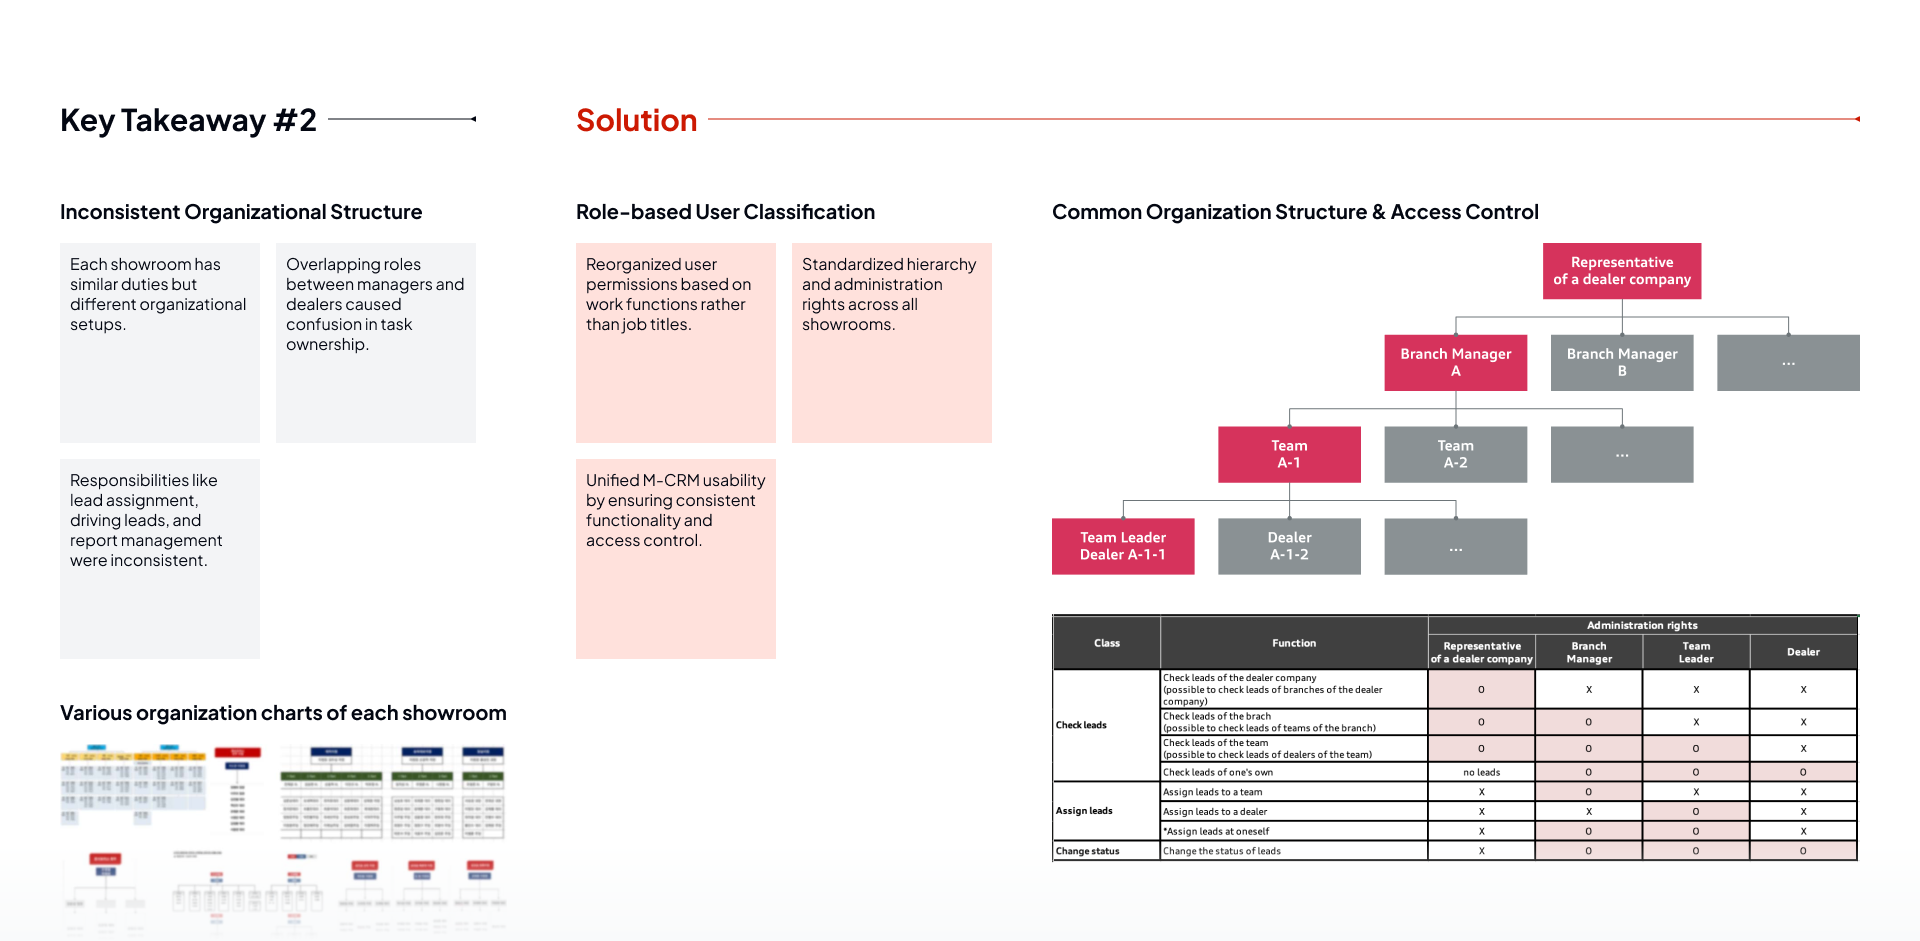 Key Takeaway #2
Solution
Inconsistent Organizational Structure
Each showroom has
similar duties but
different organizational
setups.
Overlapping roles
between managers and
dealers caused
confusion in task
ownership.
Responsibilities like
lead assignment,
driving leads, and
report management
were inconsistent.
Various organization charts of each showroom
Role-based User Classification
Reorganized user
permissions based on
work functions rather
than job titles.
Standardized hierarchy
and administration
rights across all
showrooms.
Unified M-CRM usability
by ensuring consistent
functionality and
access control.
Common Organization Structure & Access Control
Representative
of a dealer company
Branch Manager
A
Branch Manager
B
...
Team
A-1
Team
A-2
...
Team Leader
Dealer A-1-1
Dealer
A-1-2
...
Class
Function
Administration rights
Representative
of a dealer company
Branch
Manager
Team
Leader
Dealer
Check leads
Check leads of the dealer company
(possible to check leads of branches of the dealer
company)
O X X X
Check leads of the brach
(possible to check leads of teams of the branch)
O O X X
Check leads of the team
(possible to check leads of dealers of the team)
O O O X
Check leads of one's own
no leads O O O
Assign leads
Assign leads to a team
X O X X
Assign leads to a dealer
X X O X
*Assign leads at oneself
X O O X
Change status
Change the status of leads
X O O O